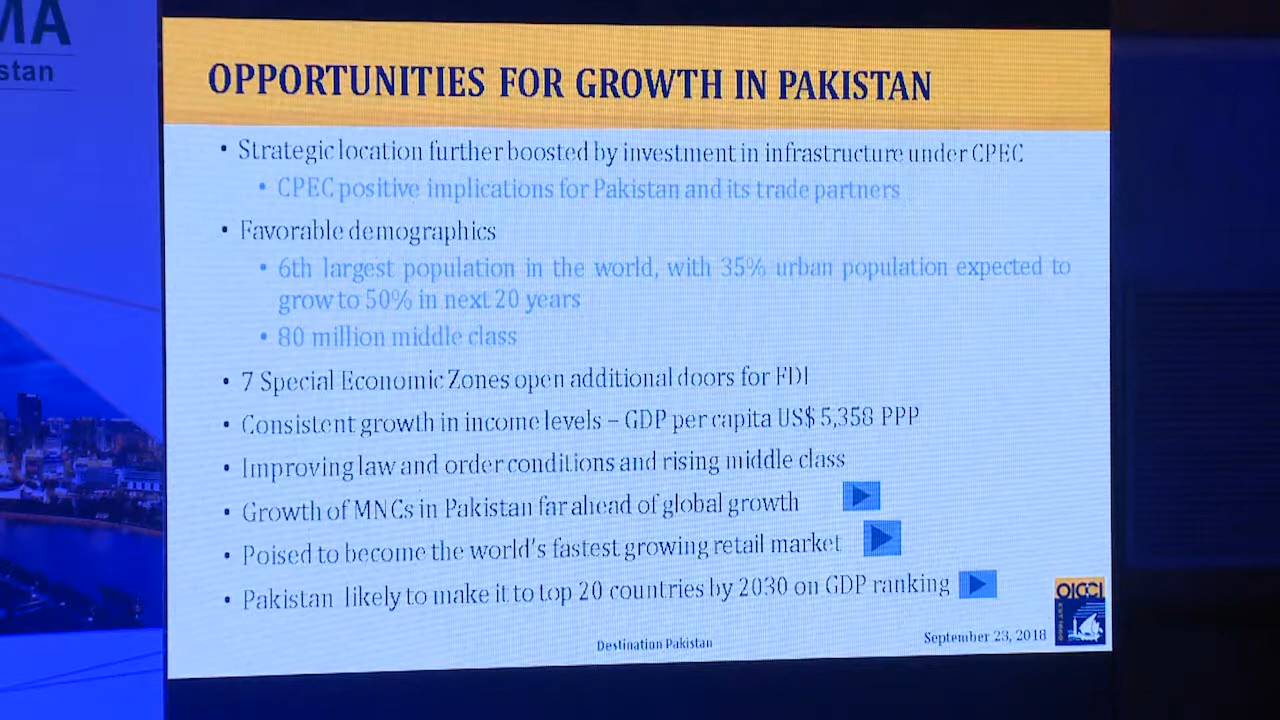 MA
stan
OPPORTUNITIES FOR GROWTH IN PAKISTAN
• Strategic location further boosted by investment in infrastructure under CPEC
• CPEC positive implications for Pakistan and its trade partners
• Favorable demographics
• 6th largest population in the world, with 35% urban population expected to
grow to 50% in next 20 years
• 80 million middle class
• 7 Special Economic Zones open additional doors for FDI
• Consistent growth in income levels – GDP per capita US$ 5,358 PPP
• Improving law and order conditions and rising middle class
• Growth of MNCs in Pakistan far ahead of global growth
• Poised to become the world's fastest growing retail market
• Pakistan likely to make it to top 20 countries by 2030 on GDP ranking
Destination Pakistan
September 23, 2018
OICCI